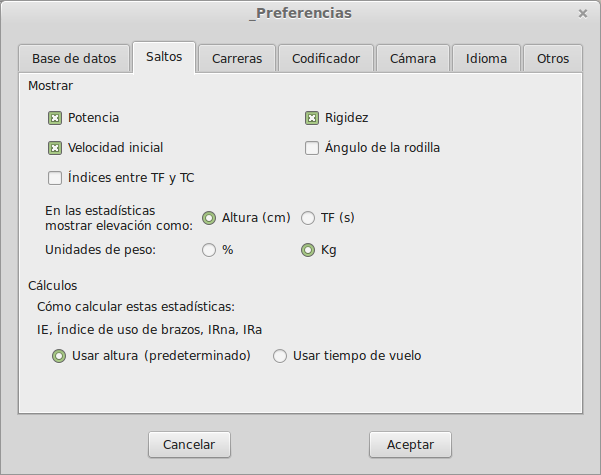 _Preferencias
Base de datos Saltos Carreras Codificador Cámara Idioma Otros
Mostrar
Potencia Rigidez
Velocidad inicial Ángulo de la rodilla
Índices entre TF y TC
En las estadísticas
mostrar elevación como: Altura (cm) TF (s)
Unidades de peso: % Kg
Cálculos
Cómo calcular estas estadísticas:
IE, Índice de uso de brazos, IRna, IRa
Usar altura (predeterminado) Usar tiempo de vuelo
Cancelar Aceptar